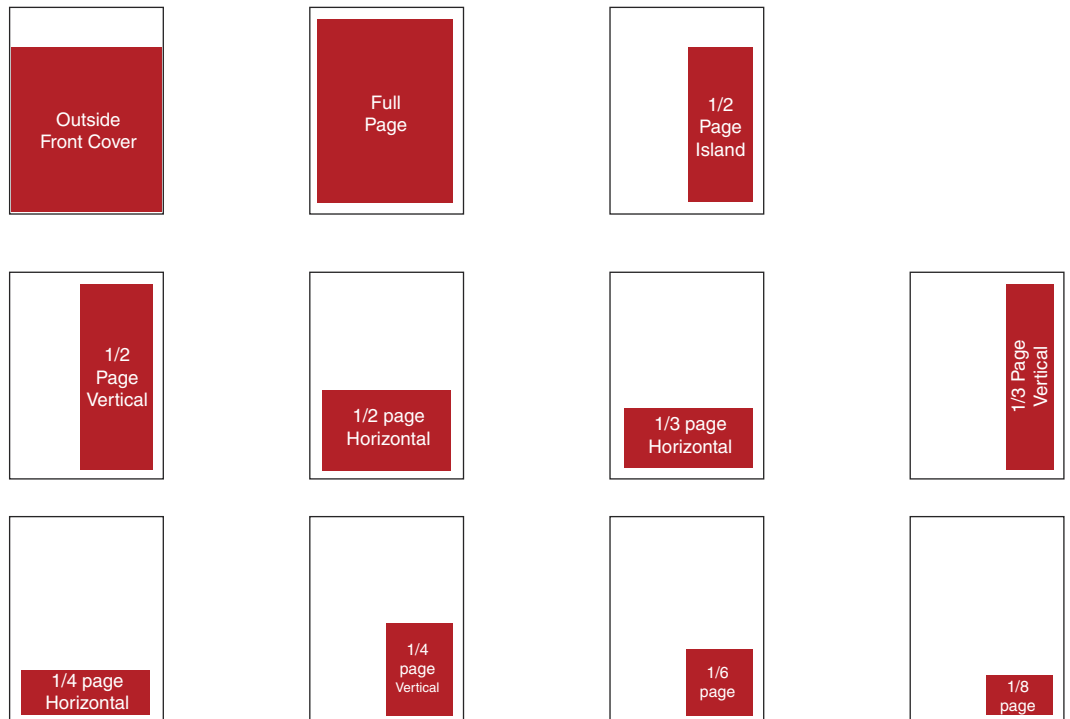 Outside
Front Cover
Full
Page
1/2
Page
Island
1/2
Page
Vertical
1/2 page
Horizontal
1/3 page
Horizontal
1/3 Page
Vertical
1/4 page
Horizontal
1/4
page
Vertical
1/6
page
1/8
page